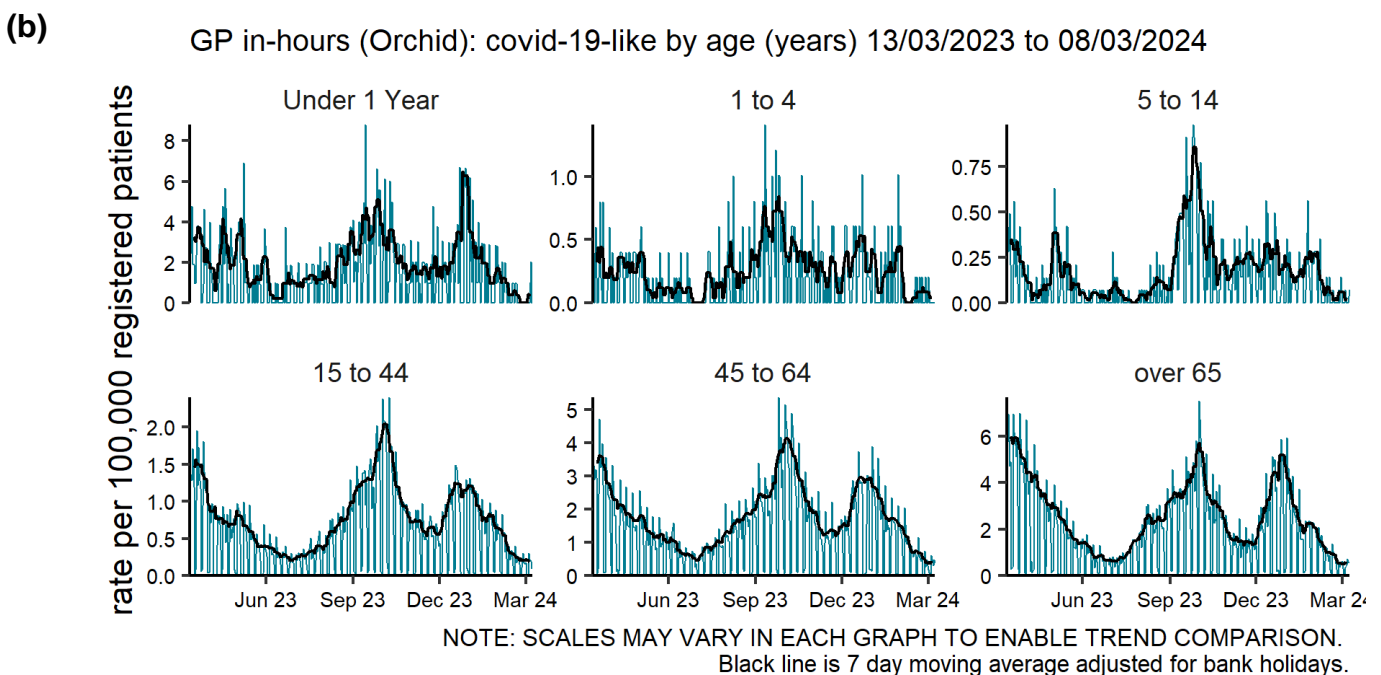 (b)
GP in-hours (Orchid): covid-19-like by age (years) 13/03/2023 to 08/03/2024
rate per 100,000 registered patients
Under 1 Year
8
6
4
2
0
1 to 4
1.0
0.5
0.0
5 to 14
0.75
0.50
0.25
0.00
15 to 44
2.0
1.5
1.0
0.5
0.0
Jun 23 Sep 23 Dec 23 Mar 24
45 to 64
5
4
3
2
1
0
Jun 23 Sep 23 Dec 23 Mar 24
over 65
6
4
2
0
Jun 23 Sep 23 Dec 23 Mar 2
NOTE: SCALES MAY VARY IN EACH GRAPH TO ENABLE TREND COMPARISON.
Black line is 7 day moving average adjusted for bank holidays.